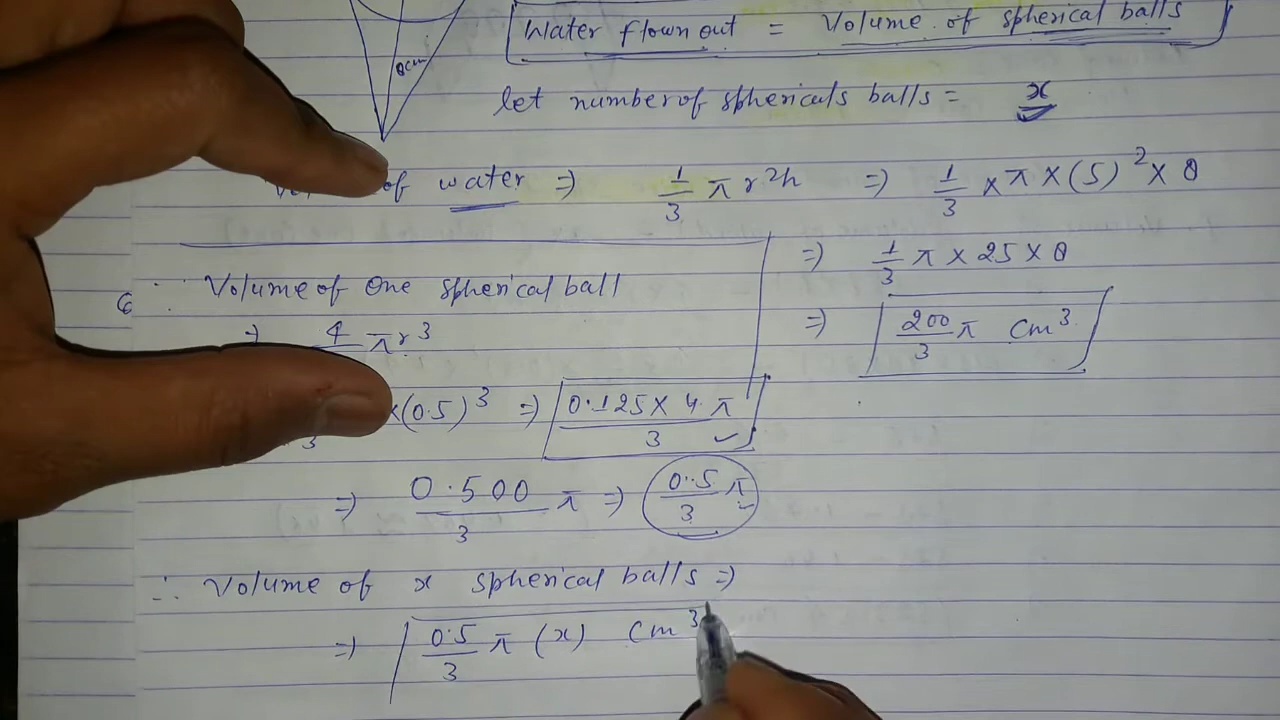 Water flown out = Volume of spherical balls
8cm
let number of sphericals balls = x
of water ⇒ 1/3 π r²h ⇒ 1/3 × π × (5)² × 8
⇒ 1/3 π × 25 × 8
∴ Volume of One spherical ball
⇒ 4 πr³
⇒ 200/3 π cm³
3 ×(0.5)³ ⇒ 0.125 × 4 π/3
⇒ 0.500/3 π ⇒ 0.5/3 π
∴ Volume of x spherical balls ⇒
⇒ 0.5/3 π (x) cm³